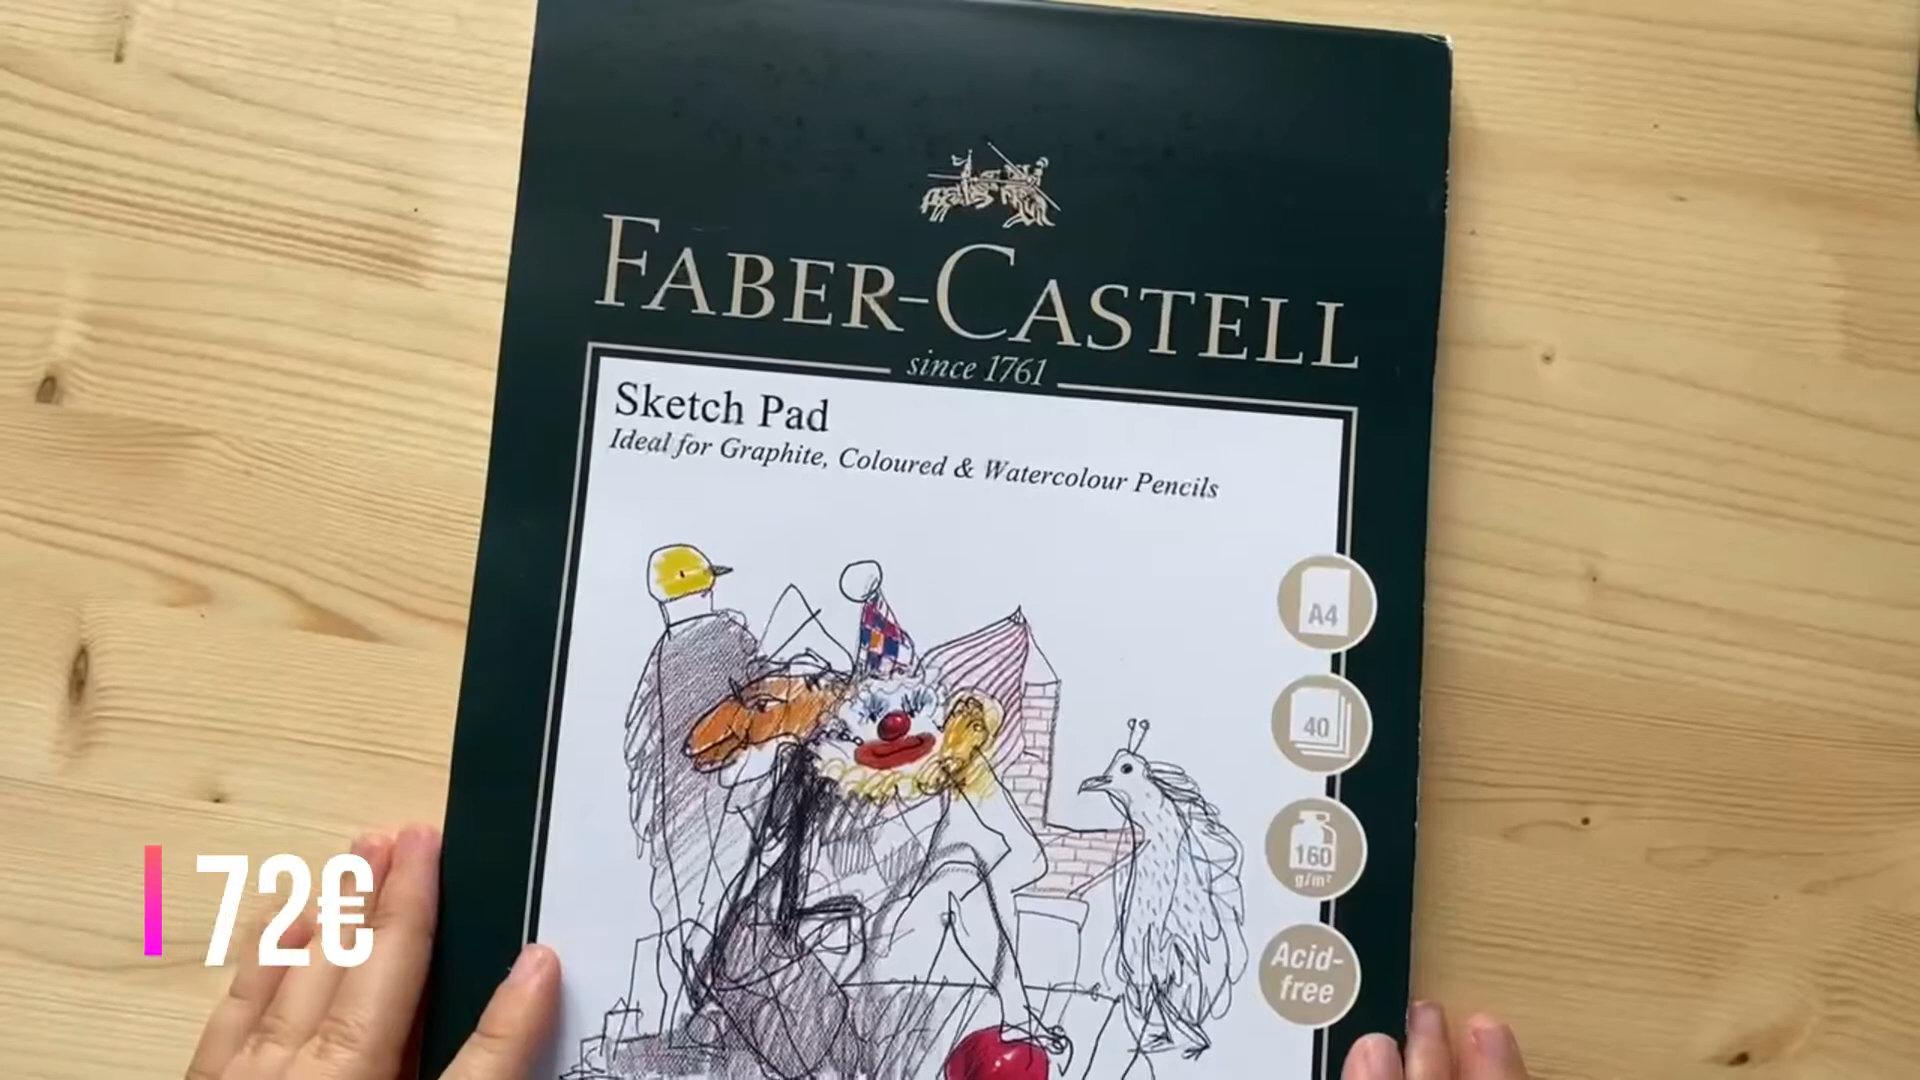 FABER-CASTELL
since 1761
Sketch Pad
Ideal for Graphite, Coloured & Watercolour Pencils
A4
40
160
g/m²
Acid-
free
72€